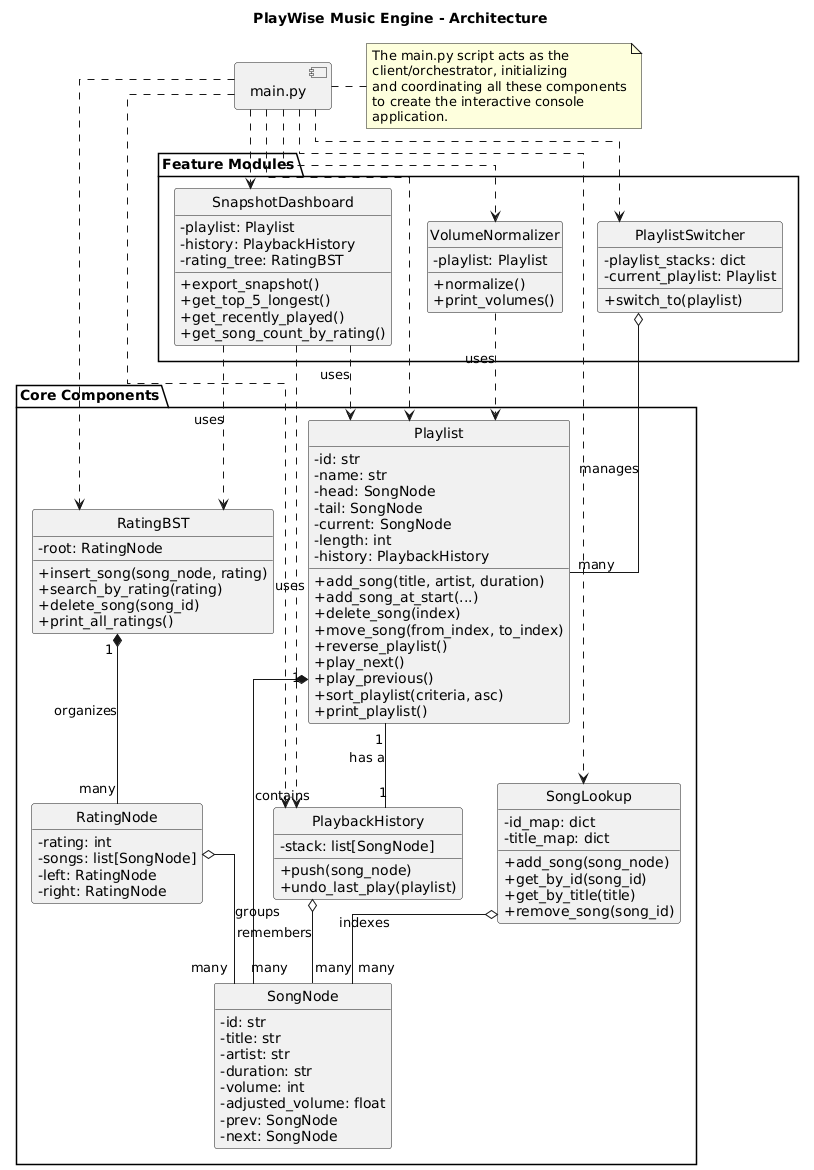 PlayWise Music Engine - Architecture
main.py
The main.py script acts as the
client/orchestrator, initializing
and coordinating all these components
to create the interactive console
application.
Feature Modules
SnapshotDashboard
-playlist: Playlist
-history: PlaybackHistory
-rating_tree: RatingBST
+export_snapshot()
+get_top_5_longest()
+get_recently_played()
+get_song_count_by_rating()
VolumeNormalizer
-playlist: Playlist
+normalize()
+print_volumes()
PlaylistSwitcher
-playlist_stacks: dict
-current_playlist: Playlist
+switch_to(playlist)
uses
uses
uses
manages
many
uses
Core Components
Playlist
-id: str
-name: str
-head: SongNode
-tail: SongNode
-current: SongNode
-length: int
-history: PlaybackHistory
+add_song(title, artist, duration)
+add_song_at_start(...)
+delete_song(index)
+move_song(from_index, to_index)
+reverse_playlist()
+play_next()
+play_previous()
+sort_playlist(criteria, asc)
+print_playlist()
RatingBST
-root: RatingNode
+insert_song(song_node, rating)
+search_by_rating(rating)
+delete_song(song_id)
+print_all_ratings()
1
organizes
many
1
1
has a
1
contains
RatingNode
-rating: int
-songs: list[SongNode]
-left: RatingNode
-right: RatingNode
PlaybackHistory
-stack: list[SongNode]
+push(song_node)
+undo_last_play(playlist)
SongLookup
-id_map: dict
-title_map: dict
+add_song(song_node)
+get_by_id(song_id)
+get_by_title(title)
+remove_song(song_id)
groups
remembers
indexes
many
many
many
many
SongNode
-id: str
-title: str
-artist: str
-duration: str
-volume: int
-adjusted_volume: float
-prev: SongNode
-next: SongNode